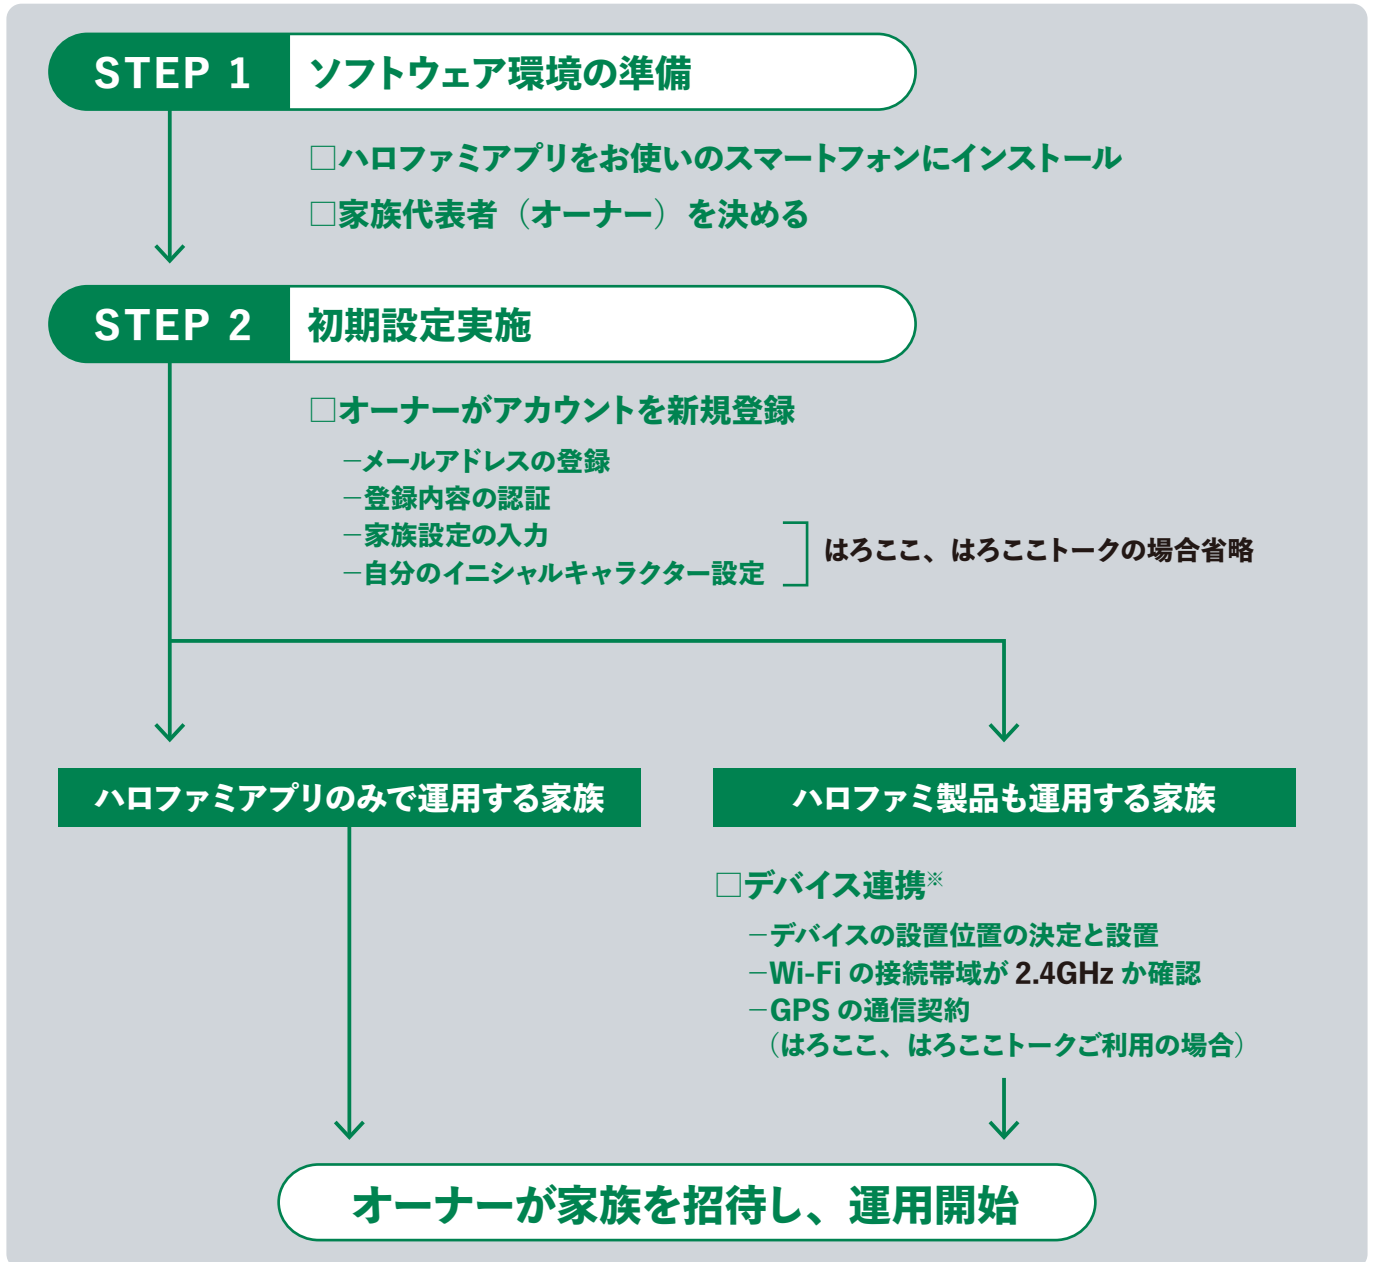 STEP 1 ソフトウェア環境の準備
□ハロファミアプリをお使いのスマートフォンにインストール
□家族代表者（オーナー）を決める
STEP 2 初期設定実施
□オーナーがアカウントを新規登録
－メールアドレスの登録
－登録内容の認証
－家族設定の入力
－自分のイニシャルキャラクター設定
はろここ、はろここトークの場合省略
ハロファミアプリのみで運用する家族
ハロファミ製品も運用する家族
□デバイス連携※
－デバイスの設置位置の決定と設置
－Wi-Fi の接続帯域が 2.4GHz か確認
－GPS の通信契約
（はろここ、はろここトークご利用の場合）
オーナーが家族を招待し、運用開始